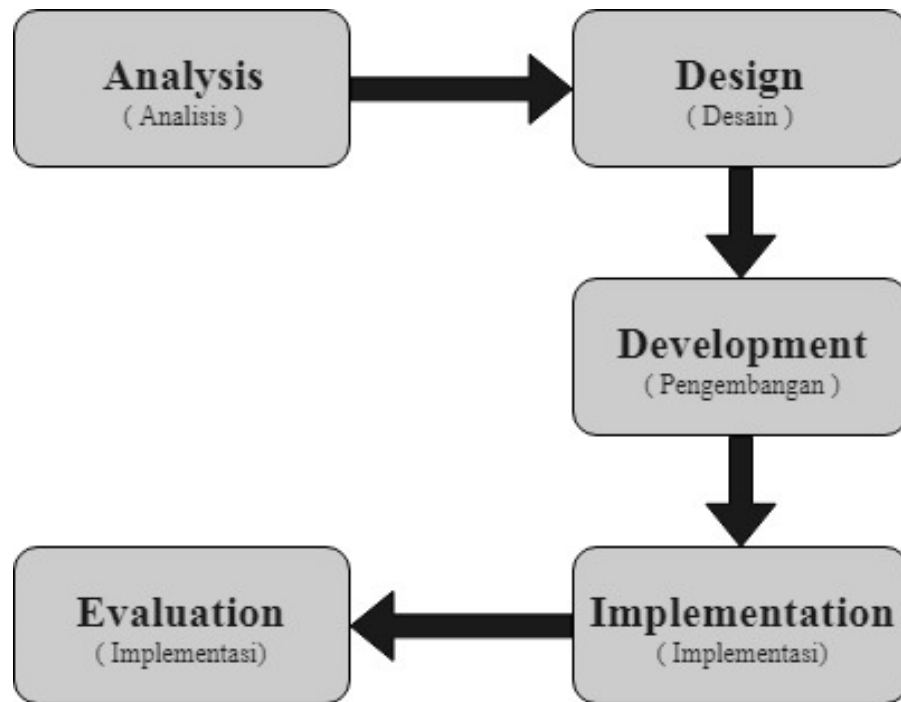 Analysis
( Analisis )
Design
( Desain )
Development
( Pengembangan )
Implementation
( Implementasi)
Evaluation
( Implementasi)